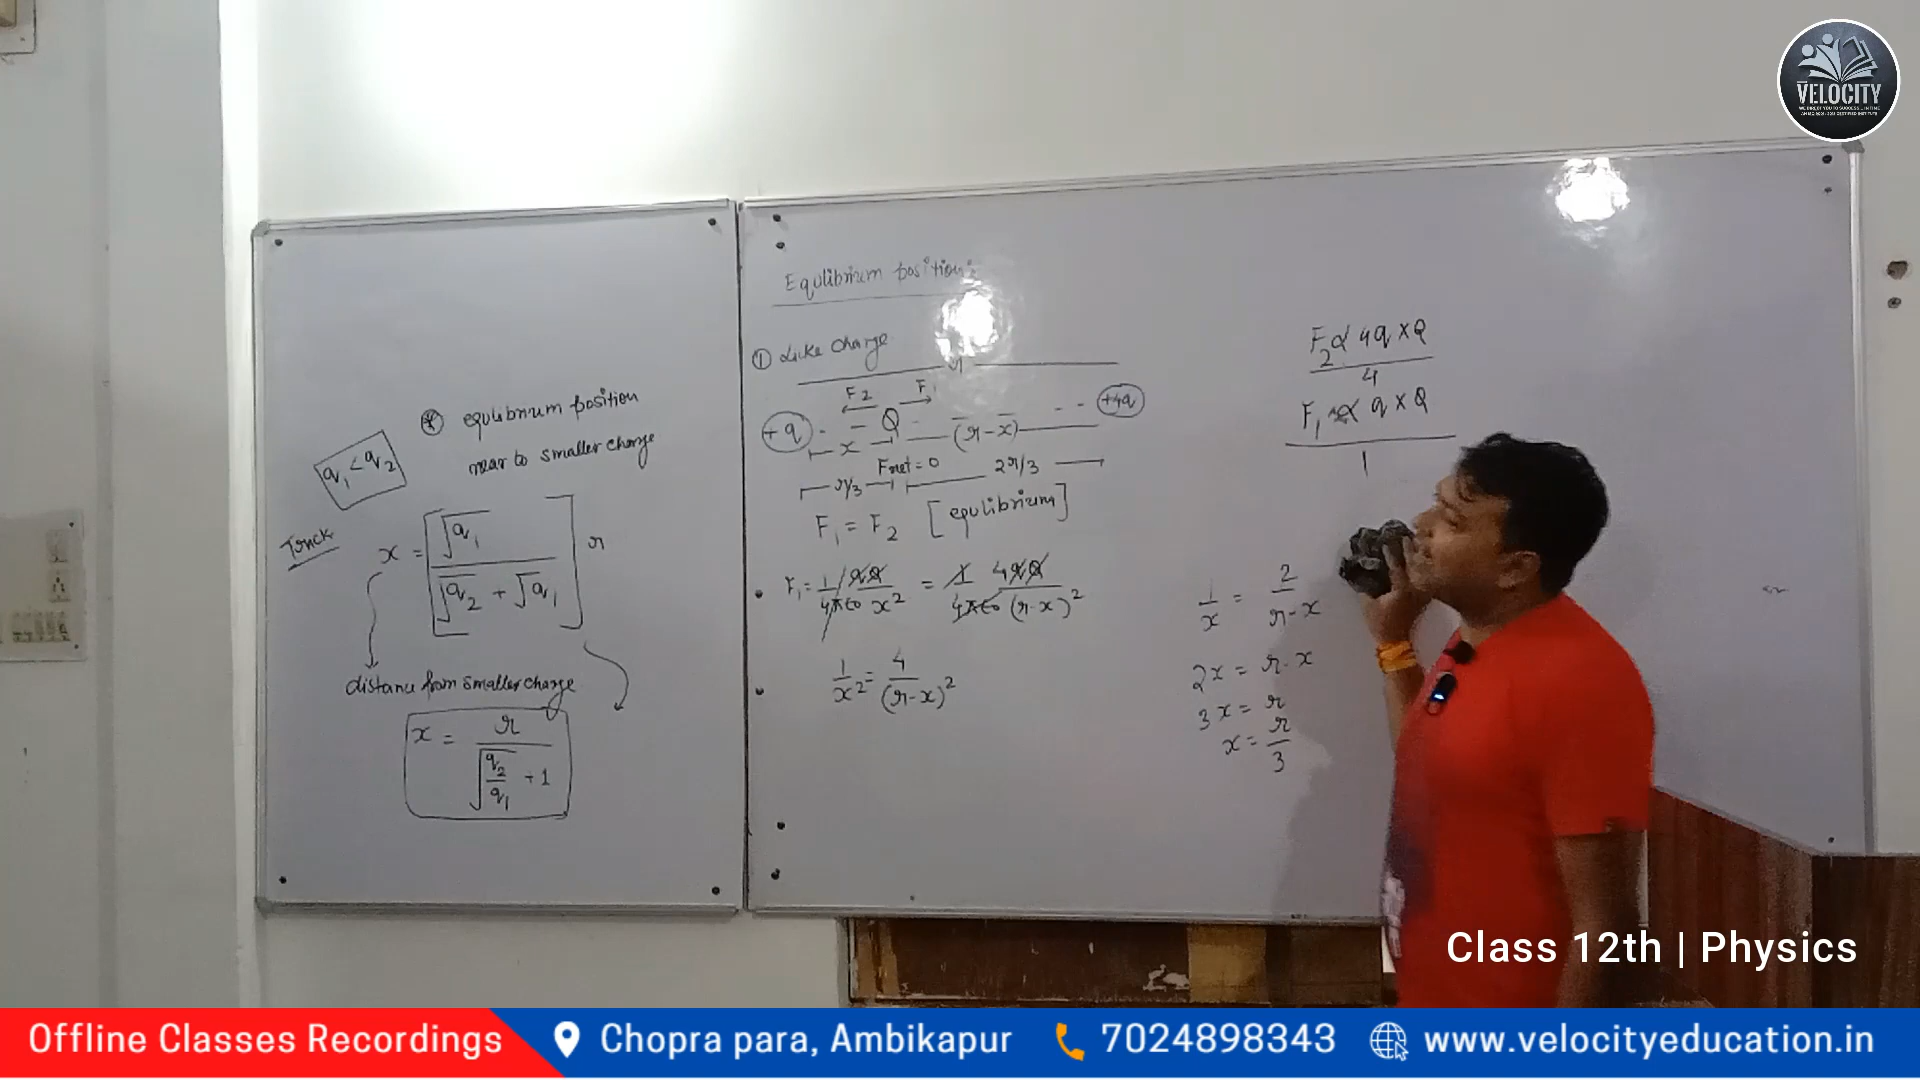 VELOCITY
Equlibrium position:
① Like Charge
r
F2 F1
+q x Q (r-x) +4q
Fnet = 0
r/3 2r/3
F1 = F2 [equlibrium]
F1 = 1/4πϵ0 qQ/x² = 1/4πϵ0 4qQ/(r-x)²
1/x² = 4/(r-x)²
F2 α 4q×Q
4
F1 α q×Q
1
1/x = 2/r-x
2x = r-x
3x = r
x = r/3
* equlibrium position
near to smaller charge
q1 < q2
Trick
x = [√q1 / √q2 + √q1] r
distance from smaller charge
x = r / √q2/q1 + 1
Class 12th | Physics
Offline Classes Recordings Chopra para, Ambikapur 7024898343 www.velocityeducation.in